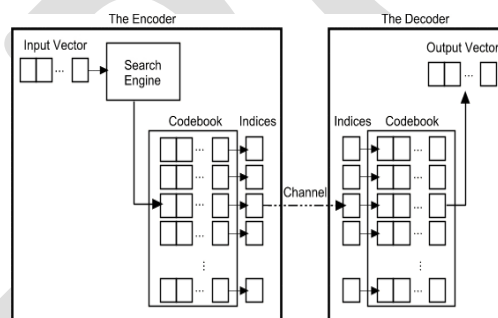 The Encoder
Input Vector
...
Search
Engine
Codebook
Indices
...
...
...
...
...
...
Channel
The Decoder
Output Vector
...
Indices
Codebook
...
...
...
...
...
...